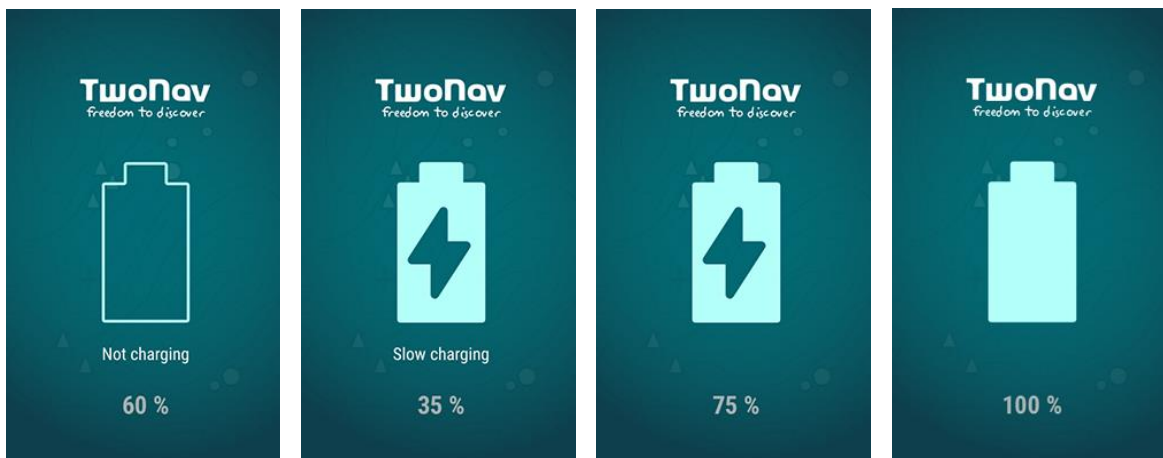 TwoNav
freedom to discover
Not charging
60 %
TwoNav
freedom to discover
Slow charging
35 %
TwoNav
freedom to discover
75 %
TwoNav
freedom to discover
100 %